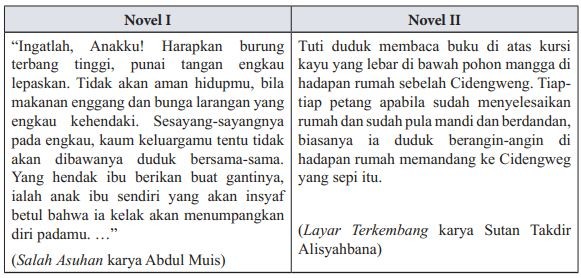 Novel I
“Ingatlah, Anakku! Harapkan burung
terbang tinggi, punai tangan engkau
lepaskan. Tidak akan aman hidupmu, bila
makanan enggang dan bunga larangan yang
engkau kehendaki. Sesayang-sayangnya
pada engkau, kaum keluargamu tentu tidak
akan dibawanya duduk bersama-sama.
Yang hendak ibu berikan buat gantinya,
ialah anak ibu sendiri yang akan insyaf
betul bahwa ia kelak akan menumpangkan
diri padamu. …”
(Salah Asuhan karya Abdul Muis)
Novel II
Tuti duduk membaca buku di atas kursi
kayu yang lebar di bawah pohon mangga di
hadapan rumah sebelah Cidengweng. Tiap-
tiap petang apabila sudah menyelesaikan
rumah dan sudah pula mandi dan berdandan,
biasanya ia duduk berangin-angin di
hadapan rumah memandang ke Cidengweg
yang sepi itu.
(Layar Terkembang karya Sutan Takdir
Alisyahbana)